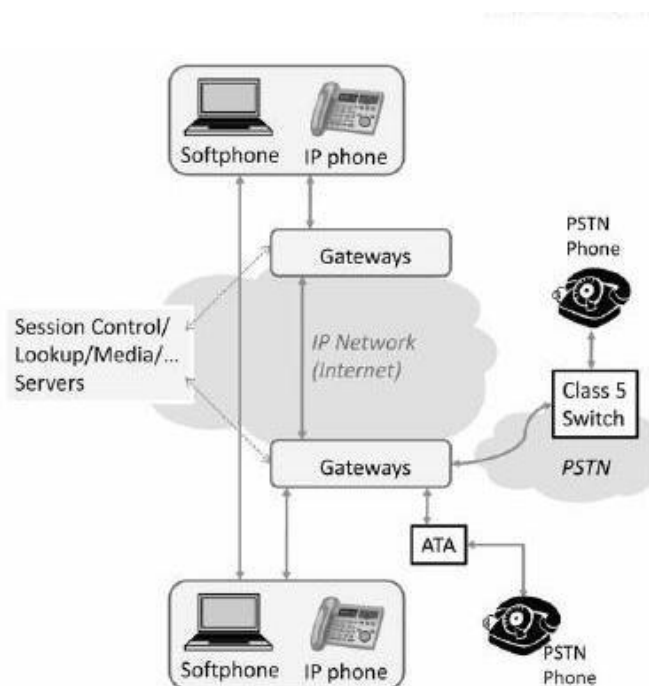 Softphone
IP phone
Gateways
PSTN
Phone
Session Control/
Lookup/Media/...
Servers
IP Network
(Internet)
Class 5
Switch
Gateways
PSTN
ATA
Softphone
IP phone
PSTN
Phone